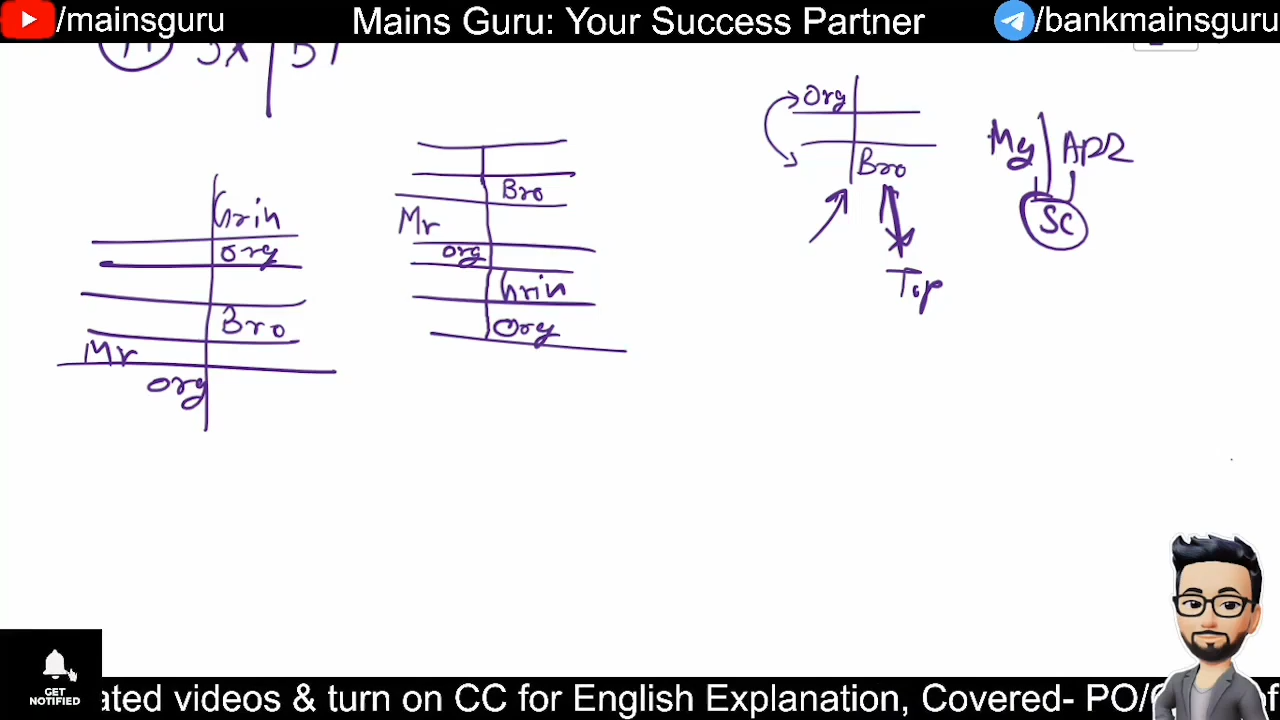 /mainsguru Mains Guru: Your Success Partner /bankmainsguru
Grin
Org
Bro
Mr
Org
Bro
Mr
Org
Grin
Org
Org
Bro
Top
My
SC
GET
NOTIFIED
ated videos & turn on CC for English Explanation, Covered- PO/